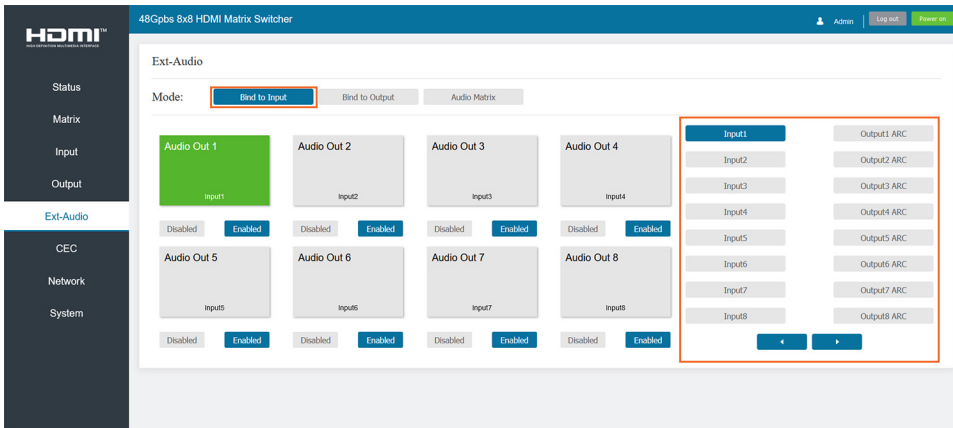 HDMI™
HIGH DEFINITION MULTIMEDIA INTERFACE
Status
Matrix
Input
Output
Ext-Audio
CEC
Network
System
48Gpbs 8x8 HDMI Matrix Switcher
Admin
Log out
Power on
Ext-Audio
Mode: Bind to Input Bind to Output Audio Matrix
Audio Out 1 Audio Out 2 Audio Out 3 Audio Out 4
Input1 Input2 Input3 Input4
Disabled Enabled Disabled Enabled Disabled Enabled Disabled Enabled
Audio Out 5 Audio Out 6 Audio Out 7 Audio Out 8
Input5 Input6 Input7 Input8
Disabled Enabled Disabled Enabled Disabled Enabled Disabled Enabled
Input1 Output1 ARC
Input2 Output2 ARC
Input3 Output3 ARC
Input4 Output4 ARC
Input5 Output5 ARC
Input6 Output6 ARC
Input7 Output7 ARC
Input8 Output8 ARC